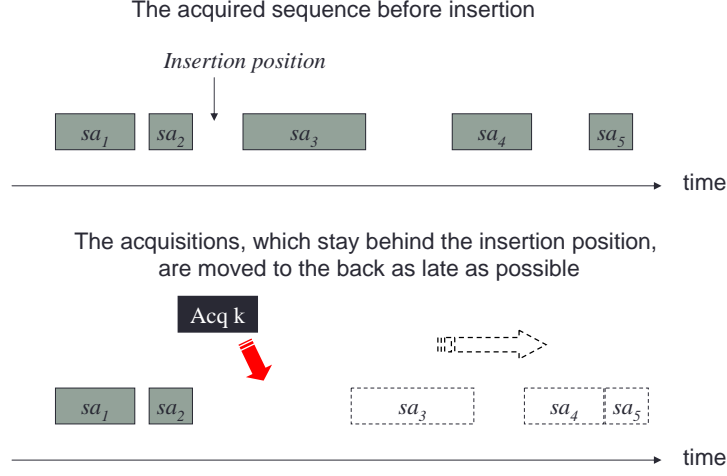 The acquired sequence before insertion
Insertion position
sa1 sa2 sa3 sa4 sa5
time
The acquisitions, which stay behind the insertion position,
are moved to the back as late as possible
Acq k
sa1 sa2 sa3 sa4 sa5
time